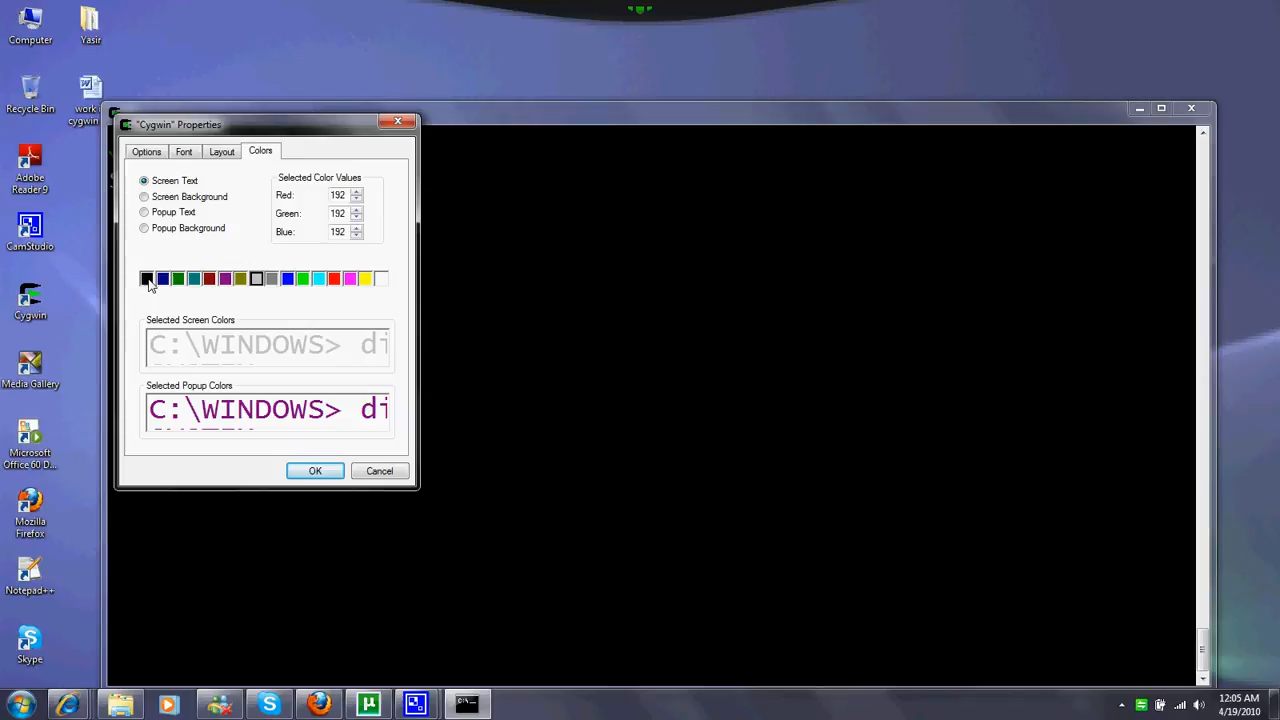 Computer
Yasir
Recycle Bin
work
cygwin
Adobe
Reader 9
CamStudio
Cygwin
Media Gallery
Microsoft
Office 60 D...
Mozilla
Firefox
Notepad++
Skype
"Cygwin" Properties
Options
Font
Layout
Colors
Screen Text
Screen Background
Popup Text
Popup Background
Selected Color Values
Red: 192
Green: 192
Blue: 192
Selected Screen Colors
C:\WINDOWS> di
Selected Popup Colors
C:\WINDOWS> di
OK
Cancel
12:05 AM
4/19/2010